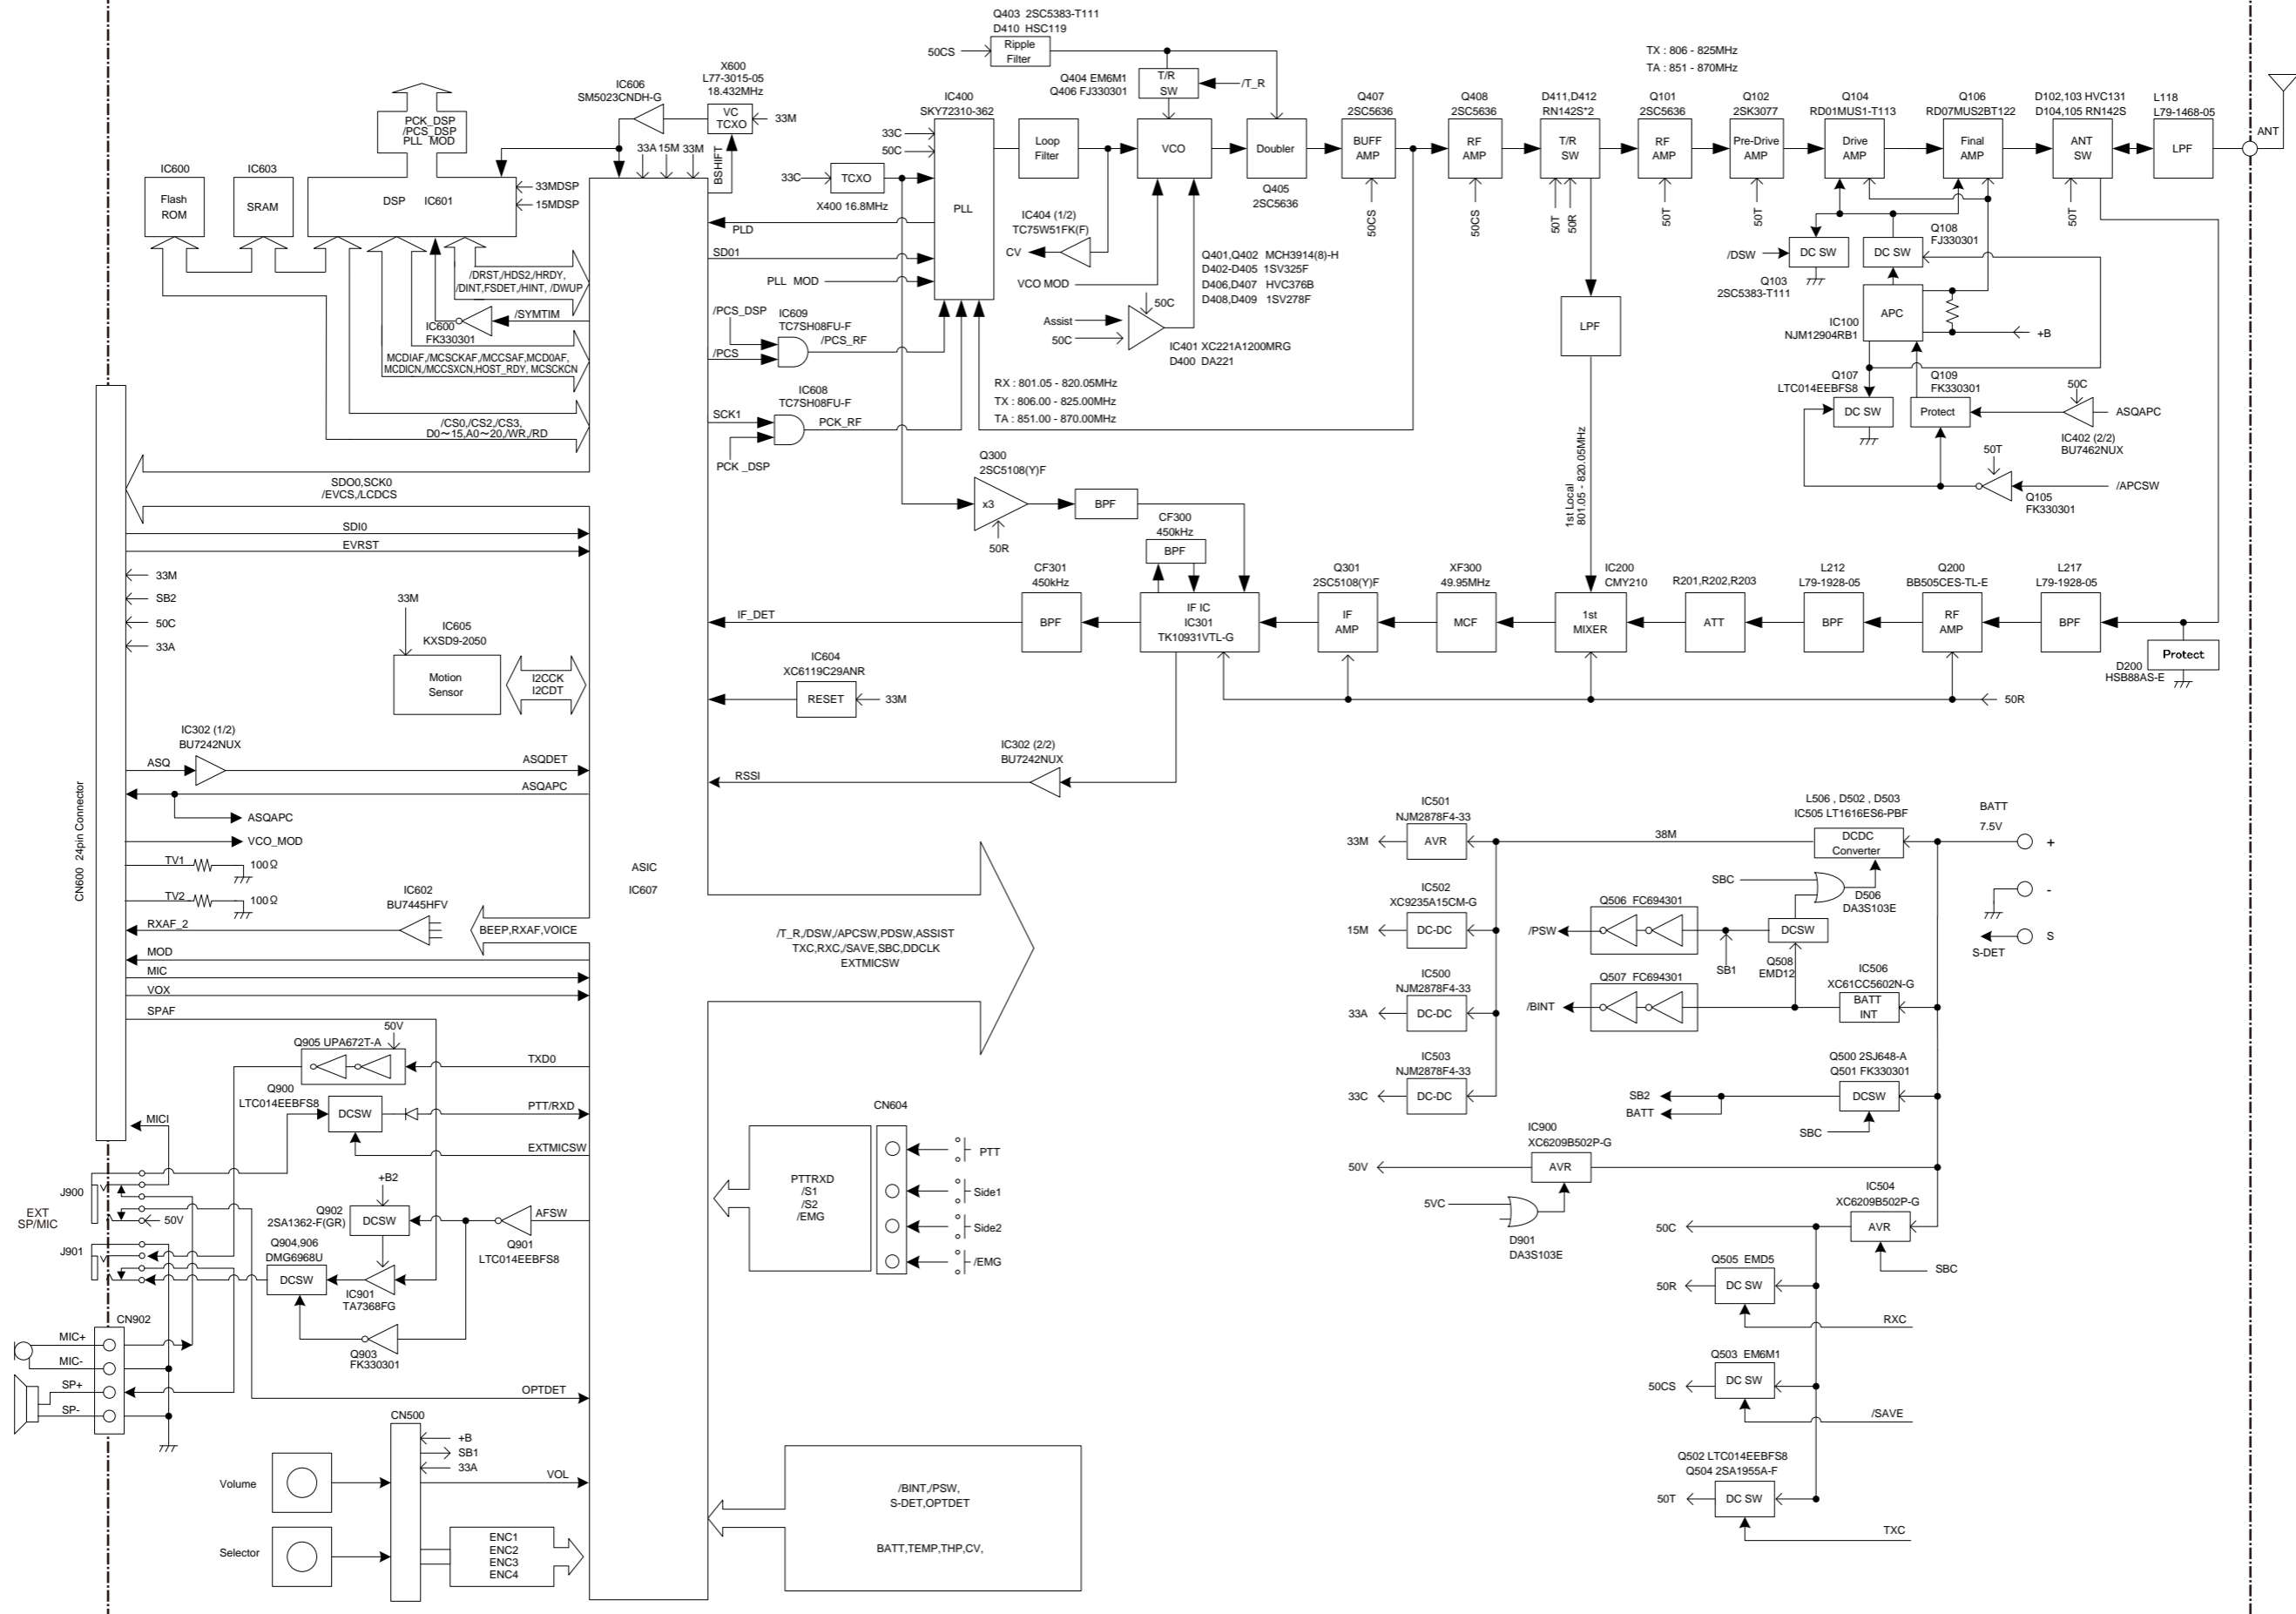 Q403 2SC5383-T111
D410 HSC119
50CS
Ripple
Filter
TX : 806 - 825MHz
TA : 851 - 870MHz
Q404 EM6M1
Q406 FJ330301
T/R
SW
/T_R
X600
L77-3015-05
18.432MHz
IC606
SM5023CNDH-G
VC
TCXO
33M
33A 15M 33M
BSHIFT
PCK_DSP
/PCS_DSP
PLL MOD
IC600
Flash
ROM
IC603
SRAM
DSP IC601
33MDSP
15MDSP
IC400
SKY72310-362
33C
50C
33C
TCXO
X400 16.8MHz
PLL
Loop
Filter
VCO
Doubler
Q405
2SC5636
Q407
2SC5636
BUFF
AMP
50CS
Q408
2SC5636
RF
AMP
50CS
D411,D412
RN142S*2
T/R
SW
50T
50R
Q101
2SC5636
RF
AMP
50T
Q102
2SK3077
Pre-Drive
AMP
50T
Q104
RD01MUS1-T113
Drive
AMP
Q106
RD07MUS2BT122
Final
AMP
D102,103 HVC131
D104,105 RN142S
ANT
SW
50T
L118
L79-1468-05
LPF
ANT
PLD
SD01
PLL MOD
IC404 (1/2)
TC75W51FK(F)
CV
VCO MOD
Q401,Q402 MCH3914(8)-H
D402-D405 1SV325F
D406,D407 HVC376B
D408,D409 1SV278F
Assist
50C
50C
IC401 XC221A1200MRG
D400 DA221
/DSW
DC SW
Q103
2SC5383-T111
DC SW
Q108
FJ330301
APC
IC100
NJM12904RB1
+B
LPF
/DRST,/HDS2,/HRDY,
/DINT,FSDET,/HINT, /DWUP
/SYMTIM
IC600
FK330301
MCDIAF,/MCSCKAF,/MCCSAF,MCD0AF,
MCDICN,/MCCSXCN,HOST_RDY, MCSCKCN
/CS0,/CS2,/CS3,
D0～15,A0～20,/WR,/RD
/PCS_DSP
/PCS
IC609
TC7SH08FU-F
/PCS_RF
IC608
TC7SH08FU-F
SCK1
PCK_RF
PCK _DSP
RX : 801.05 - 820.05MHz
TX : 806.00 - 825.00MHz
TA : 851.00 - 870.00MHz
Q107
LTC014EEBFS8
DC SW
Q109
FK330301
Protect
50C
ASQAPC
IC402 (2/2)
BU7462NUX
50T
/APCSW
Q105
FK330301
1st Local
801.05 - 820.05MHz
SDO0,SCK0
/EVCS,/LCDCS
SDI0
EVRST
33M
SB2
50C
33A
Q300
2SC5108(Y)F
x3
50R
BPF
CF300
450kHz
BPF
CF301
450kHz
BPF
IF_DET
IF IC
IC301
TK10931VTL-G
Q301
2SC5108(Y)F
IF
AMP
XF300
49.95MHz
MCF
IC200
CMY210
1st
MIXER
R201,R202,R203
ATT
L212
L79-1928-05
BPF
Q200
BB505CES-TL-E
RF
AMP
L217
L79-1928-05
BPF
Protect
D200
HSB88AS-E
33M
IC605
KXSD9-2050
Motion
Sensor
I2CCK
I2CDT
IC604
XC6119C29ANR
RESET
33M
50R
CN600 24pin Connector
IC302 (1/2)
BU7242NUX
ASQ
ASQDET
ASQAPC
ASQAPC
VCO_MOD
TV1
100Ω
TV2
100Ω
IC302 (2/2)
BU7242NUX
RSSI
ASIC
IC607
IC602
BU7445HFV
RXAF_2
BEEP,RXAF,VOICE
MOD
MIC
VOX
SPAF
/T_R,/DSW,/APCSW,PDSW,ASSIST
TXC,RXC,/SAVE,SBC,DDCLK
EXTMICSW
IC501
NJM2878F4-33
33M
AVR
38M
L506 , D502 , D503
IC505 LT1616ES6-PBF
DCDC
Converter
BATT
7.5V
+
-
S
S-DET
SBC
D506
DA3S103E
IC502
XC9235A15CM-G
15M
DC-DC
Q506 FC694301
/PSW
SB1
DCSW
Q508
EMD12
IC500
NJM2878F4-33
33A
DC-DC
Q507 FC694301
/BINT
IC506
XC61CC5602N-G
BATT
INT
IC503
NJM2878F4-33
33C
DC-DC
Q500 2SJ648-A
Q501 FK330301
SB2
BATT
DCSW
SBC
IC900
XC6209B502P-G
50V
AVR
5VC
D901
DA3S103E
IC504
XC6209B502P-G
50C
AVR
SBC
Q505 EMD5
50R
DC SW
RXC
Q503 EM6M1
50CS
DC SW
/SAVE
Q502 LTC014EEBFS8
Q504 2SA1955A-F
50T
DC SW
TXC
50V
Q905 UPA672T-A
TXD0
Q900
LTC014EEBFS8
DCSW
PTT/RXD
EXTMICSW
MICI
J900
EXT
SP/MIC
50V
J901
+B2
Q902
2SA1362-F(GR)
DCSW
AFSW
Q901
LTC014EEBFS8
Q904,906
DMG6968U
DCSW
IC901
TA7368FG
Q903
FK330301
OPTDET
CN902
MIC+
MIC-
SP+
SP-
CN604
PTTRXD
/S1
/S2
/EMG
PTT
Side1
Side2
/EMG
CN500
+B
SB1
33A
Volume
VOL
Selector
ENC1
ENC2
ENC3
ENC4
/BINT,/PSW,
S-DET,OPTDET
BATT,TEMP,THP,CV,